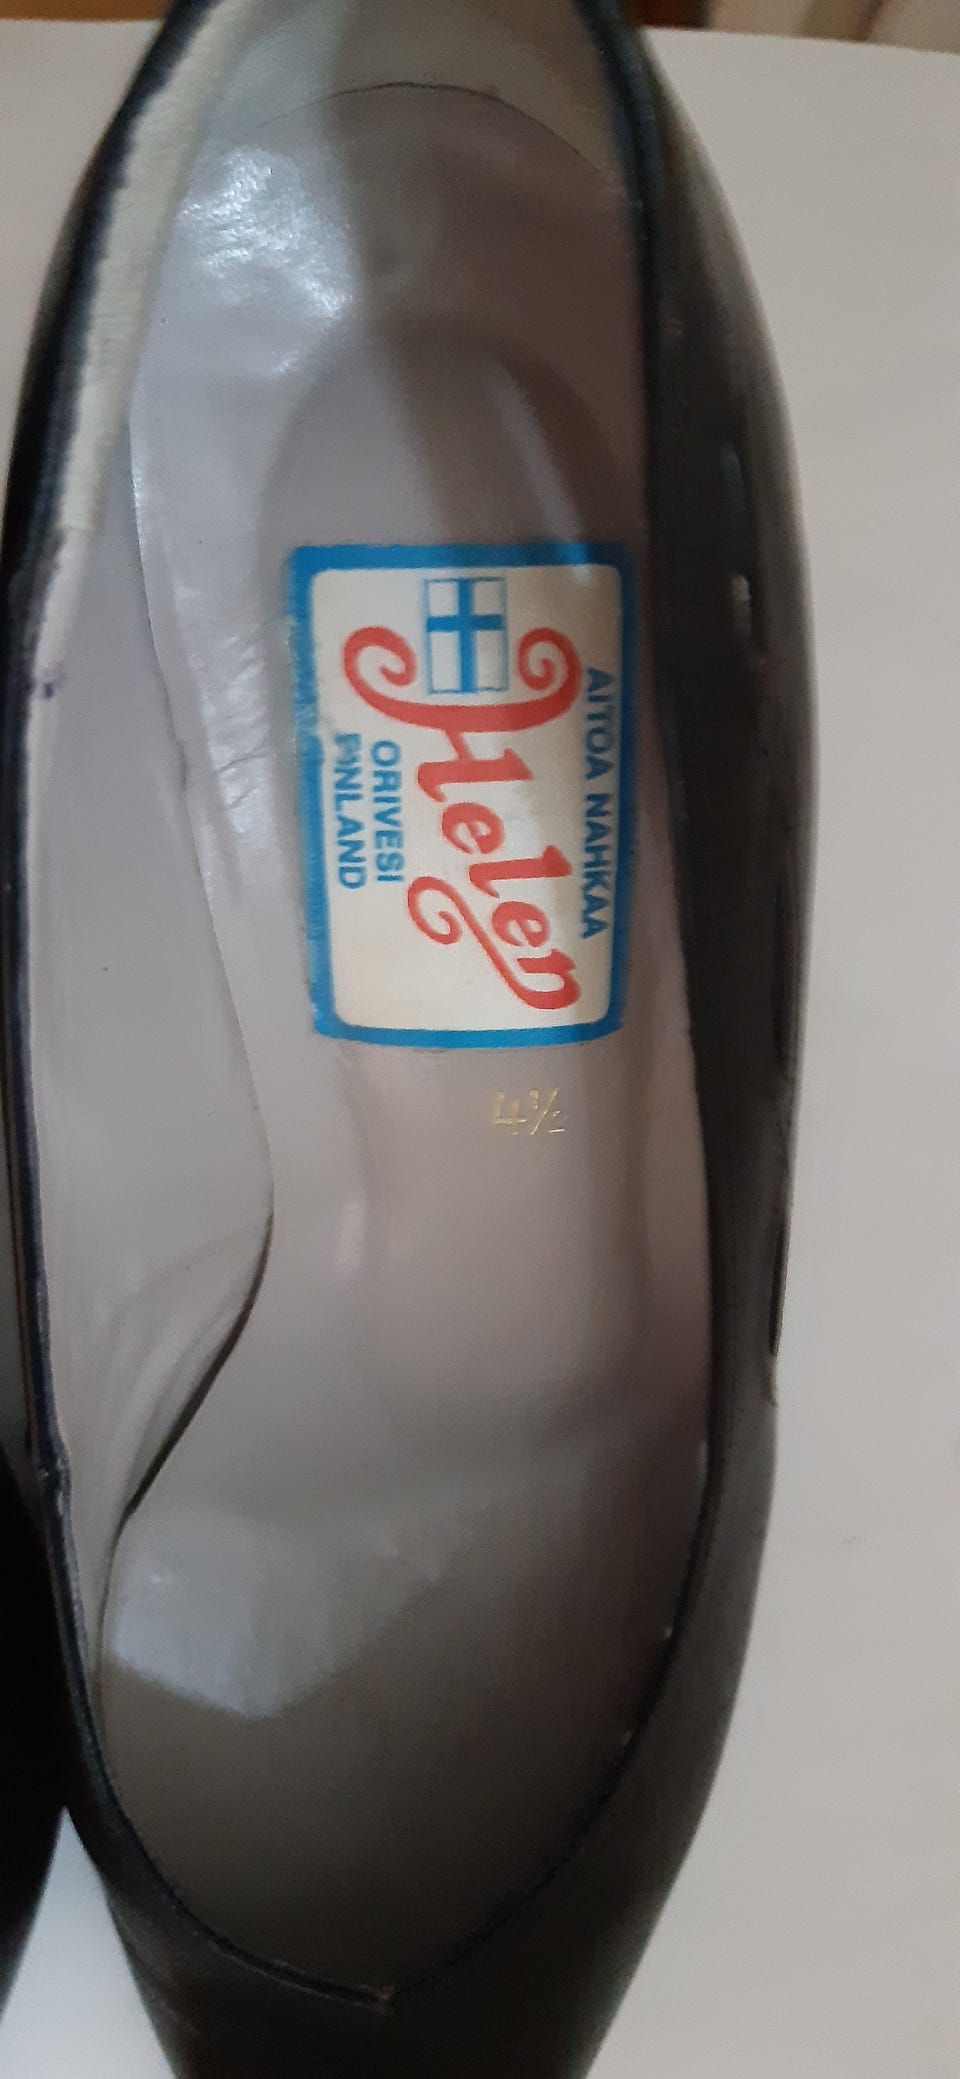 AITOA NAHKAA
Helen
ORIVESI
FINLAND
4½